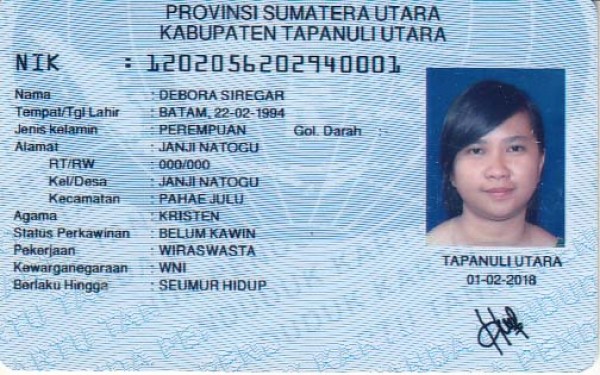 PROVINSI SUMATERA UTARA
KABUPATEN TAPANULI UTARA
NIK : 1202056202940001
Nama : DEBORA SIREGAR
Tempat/Tgl Lahir : BATAM, 22-02-1994
Jenis kelamin : PEREMPUAN Gol. Darah :-
Alamat : JANJI NATOGU
RT/RW : 000/000
Kel/Desa : JANJI NATOGU
Kecamatan : PAHAE JULU
Agama : KRISTEN
Status Perkawinan : BELUM KAWIN
Pekerjaan : WIRASWASTA
Kewarganegaraan : WNI
Berlaku Hingga : SEUMUR HIDUP
TAPANULI UTARA
01-02-2018